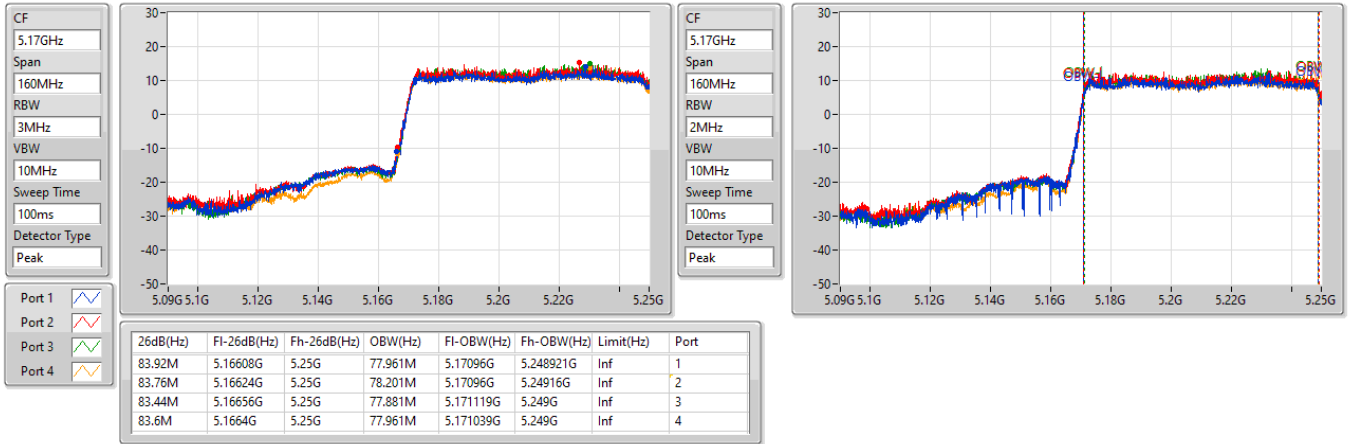 CF
5.17GHz
Span
160MHz
RBW
3MHz
VBW
10MHz
Sweep Time
100ms
Detector Type
Peak
30
20
10
0
-10
-20
-30
-40
-50
5.09G 5.1G 5.12G 5.14G 5.16G 5.18G 5.2G 5.22G 5.25G
CF
5.17GHz
Span
160MHz
RBW
2MHz
VBW
10MHz
Sweep Time
100ms
Detector Type
Peak
30
20
10
0
-10
-20
-30
-40
-50
OBW
OBW
5.09G 5.1G 5.12G 5.14G 5.16G 5.18G 5.2G 5.22G 5.25G
Port 1
Port 2
Port 3
Port 4
26dB(Hz) Fl-26dB(Hz) Fh-26dB(Hz) OBW(Hz) Fl-OBW(Hz) Fh-OBW(Hz) Limit(Hz) Port
83.92M 5.16608G 5.25G 77.961M 5.17096G 5.248921G Inf 1
83.76M 5.16624G 5.25G 78.201M 5.17096G 5.24916G Inf 2
83.44M 5.16656G 5.25G 77.881M 5.171119G 5.249G Inf 3
83.6M 5.1664G 5.25G 77.961M 5.171039G 5.249G Inf 4